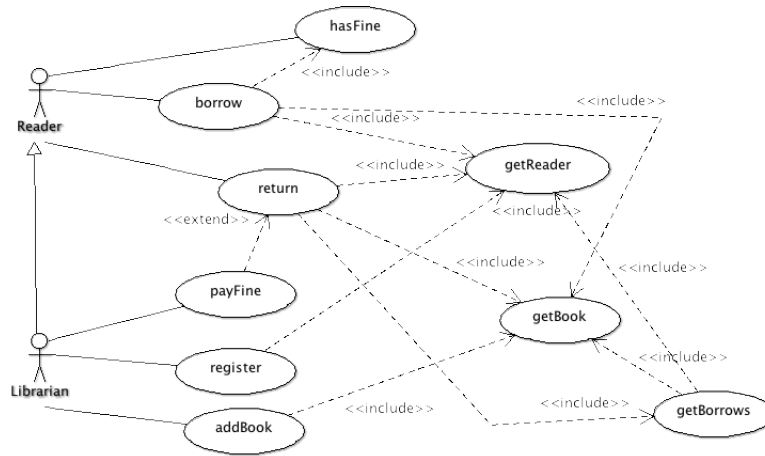 hasFine
<<include>>
borrow
<<include>>
Reader
<<include>>
<<include>>
getReader
return
<<extend>>
<<include>>
<<include>>
<<include>>
payFine
getBook
<<include>>
register
Librarian
<<include>>
<<include>>
getBorrows
addBook